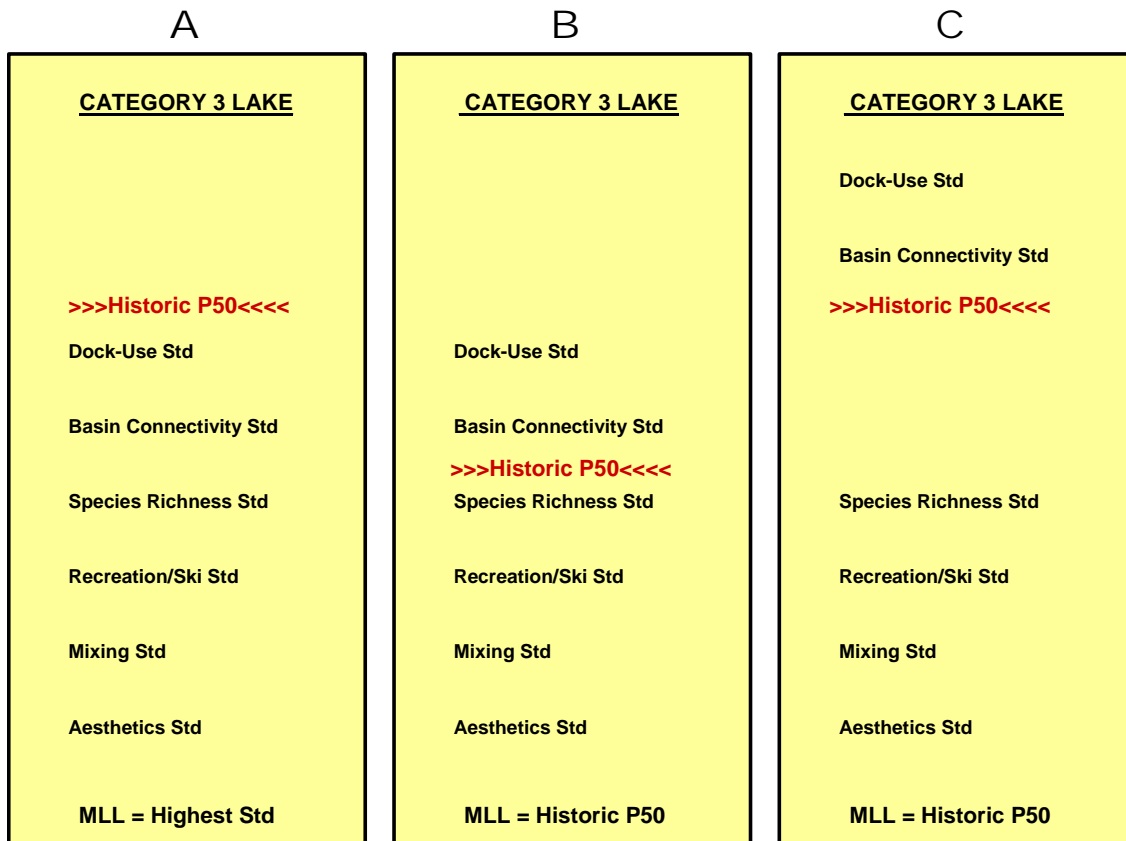 A
CATEGORY 3 LAKE
>>>Historic P50<<<<
Dock-Use Std
Basin Connectivity Std
Species Richness Std
Recreation/Ski Std
Mixing Std
Aesthetics Std
MLL = Highest Std
B
CATEGORY 3 LAKE
Dock-Use Std
Basin Connectivity Std
>>>Historic P50<<<<
Species Richness Std
Recreation/Ski Std
Mixing Std
Aesthetics Std
MLL = Historic P50
C
CATEGORY 3 LAKE
Dock-Use Std
Basin Connectivity Std
>>>Historic P50<<<<
Species Richness Std
Recreation/Ski Std
Mixing Std
Aesthetics Std
MLL = Historic P50